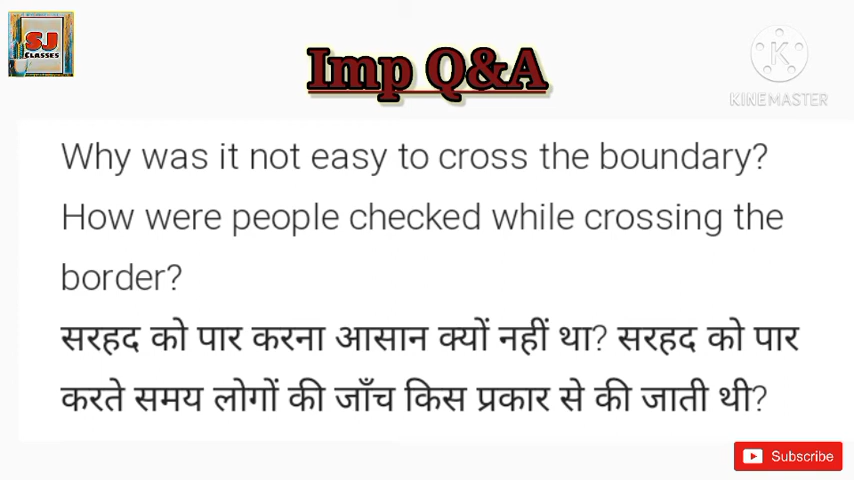 SJ
CLASSES
Imp Q&A
KINEMASTER
Why was it not easy to cross the boundary?
How were people checked while crossing the
border?
सरहद को पार करना आसान क्यों नहीं था? सरहद को पार
करते समय लोगों की जाँच किस प्रकार से की जाती थी?
Subscribe